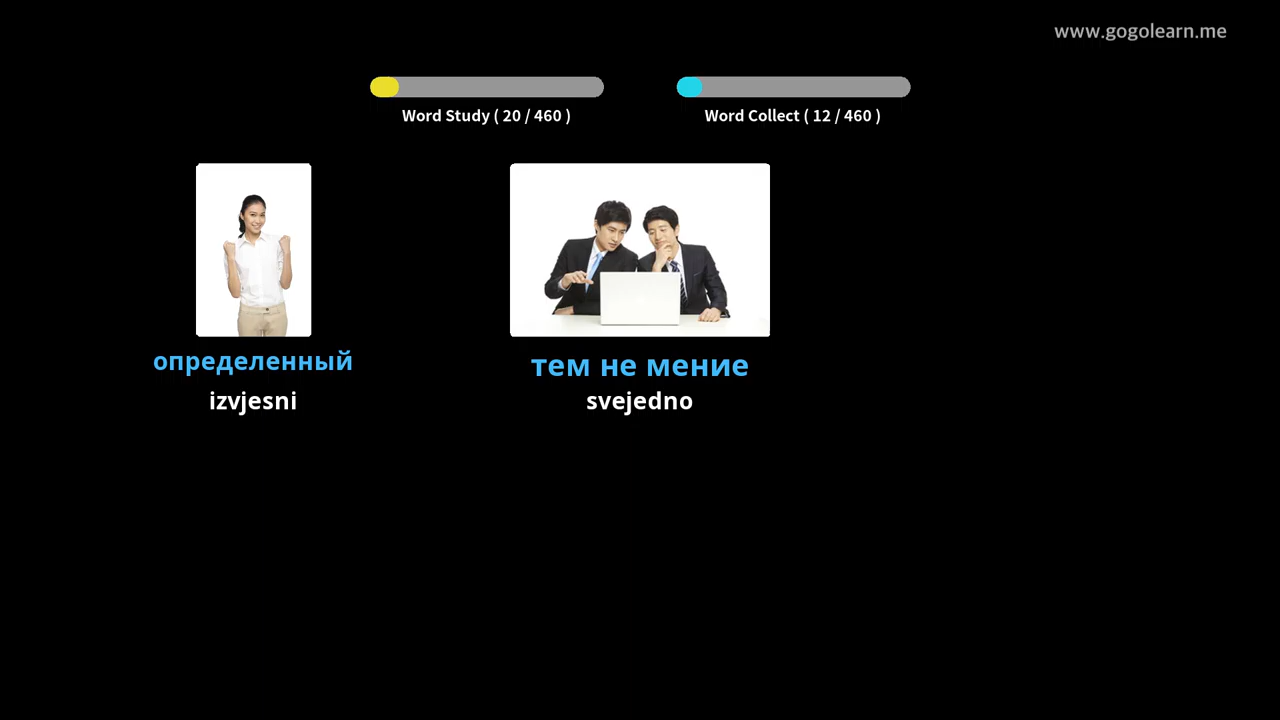 www.gogolearn.me
Word Study ( 20 / 460 )
Word Collect ( 12 / 460 )
определенный
izvjesni
тем не мение
svejedno